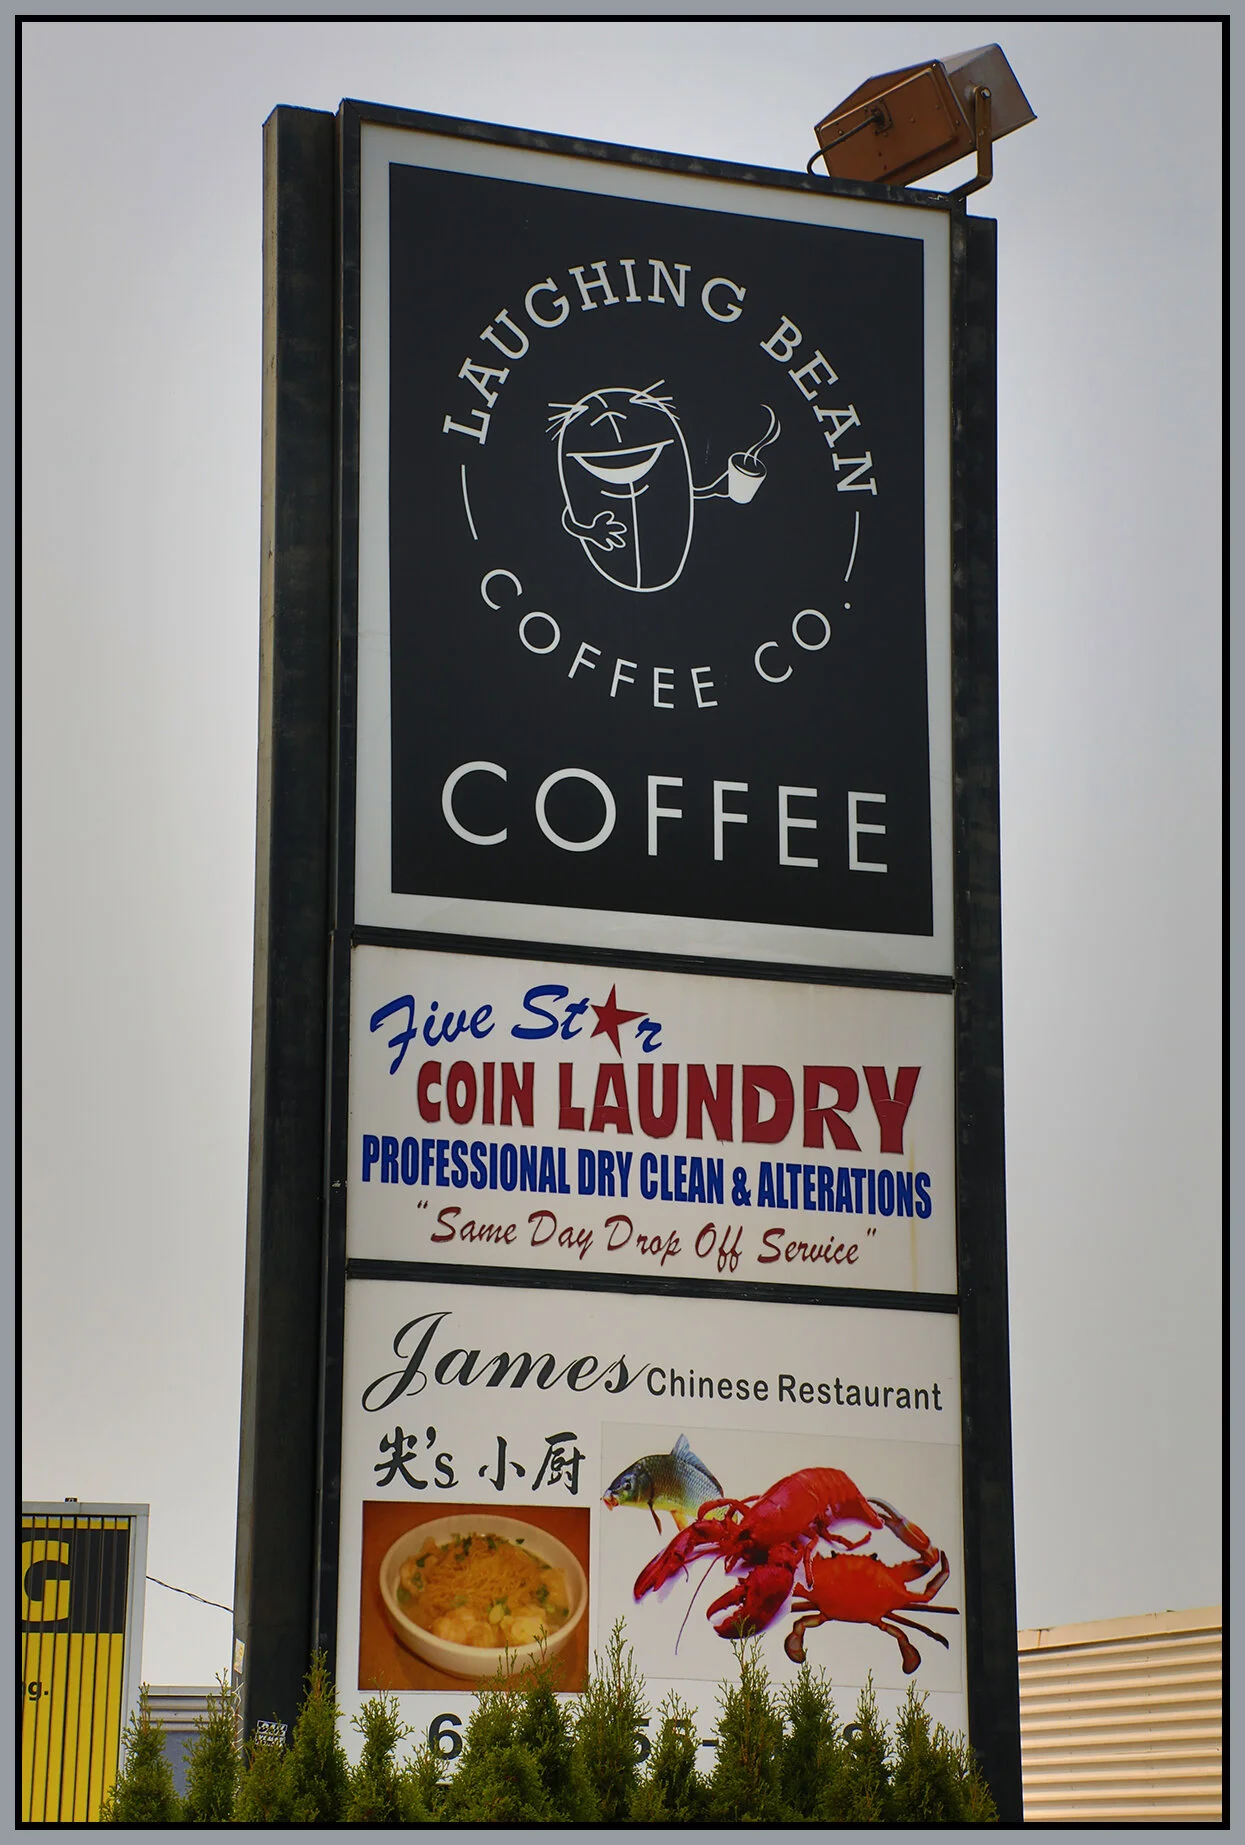 LAUGHING BEAN
COFFEE CO.
COFFEE
Five Star
COIN LAUNDRY
PROFESSIONAL DRY CLEAN & ALTERATIONS
"Same Day Drop Off Service"
James Chinese Restaurant
尖's 小厨
G
g.